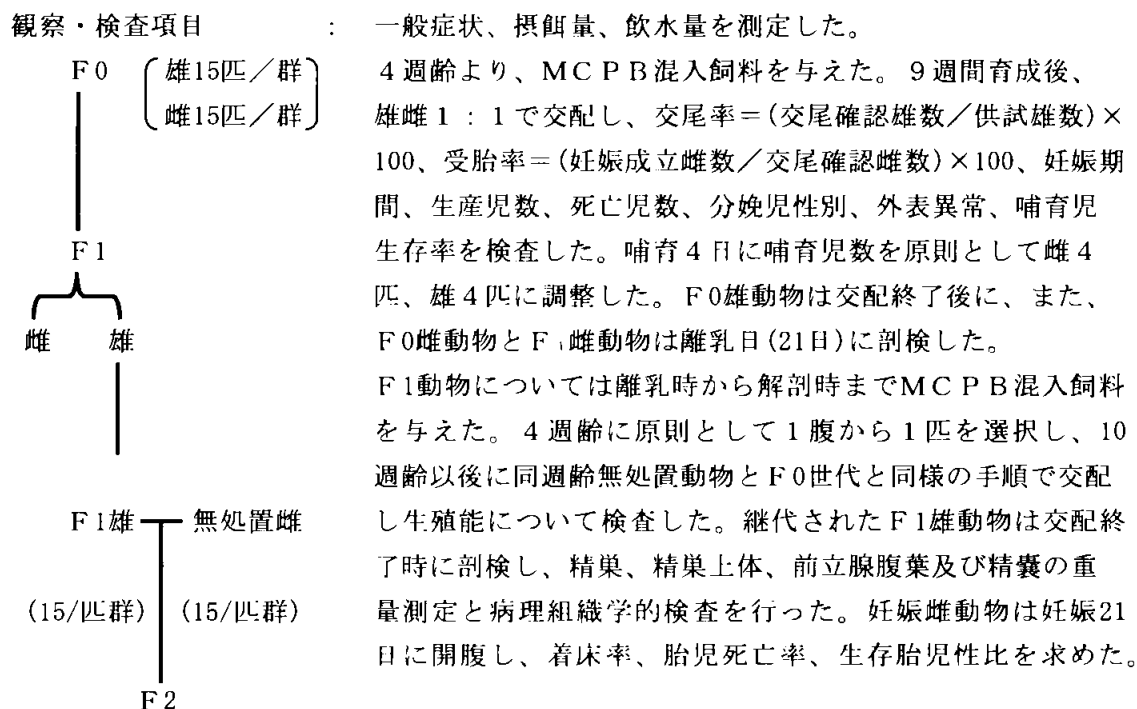 観察・検査項目 : 一般症状、摂餌量、飲水量を測定した。
F0 (雄15匹/群 雌15匹/群)
4週齢より、MCPB混入飼料を与えた。9週間育成後、
雄雌1:1で交配し、交尾率=(交尾確認雄数/供試雄数)×
100、受胎率=(妊娠成立雌数/交尾確認雌数)×100、妊娠期
間、生産児数、死亡児数、分娩児性別、外表異常、哺育児
生存率を検査した。哺育4日に哺育児数を原則として雌4
匹、雄4匹に調整した。F0雄動物は交配終了後に、また、
F0雌動物とF1雌動物は離乳日(21日)に剖検した。
F1動物については離乳時から解剖時までMCPB混入飼料
を与えた。4週齢に原則として1腹から1匹を選択し、10
週齢以後に同週齢無処置動物とF0世代と同様の手順で交配
し生殖能について検査した。継代されたF1雄動物は交配終
了時に剖検し、精巣、精巣上体、前立腺腹葉及び精嚢の重
量測定と病理組織学的検査を行った。妊娠雌動物は妊娠21
日に開腹し、着床率、胎児死亡率、生存胎児性比を求めた。
F1
雌 雄
F1雄 無処置雌
(15/匹群) (15/匹群)
F2